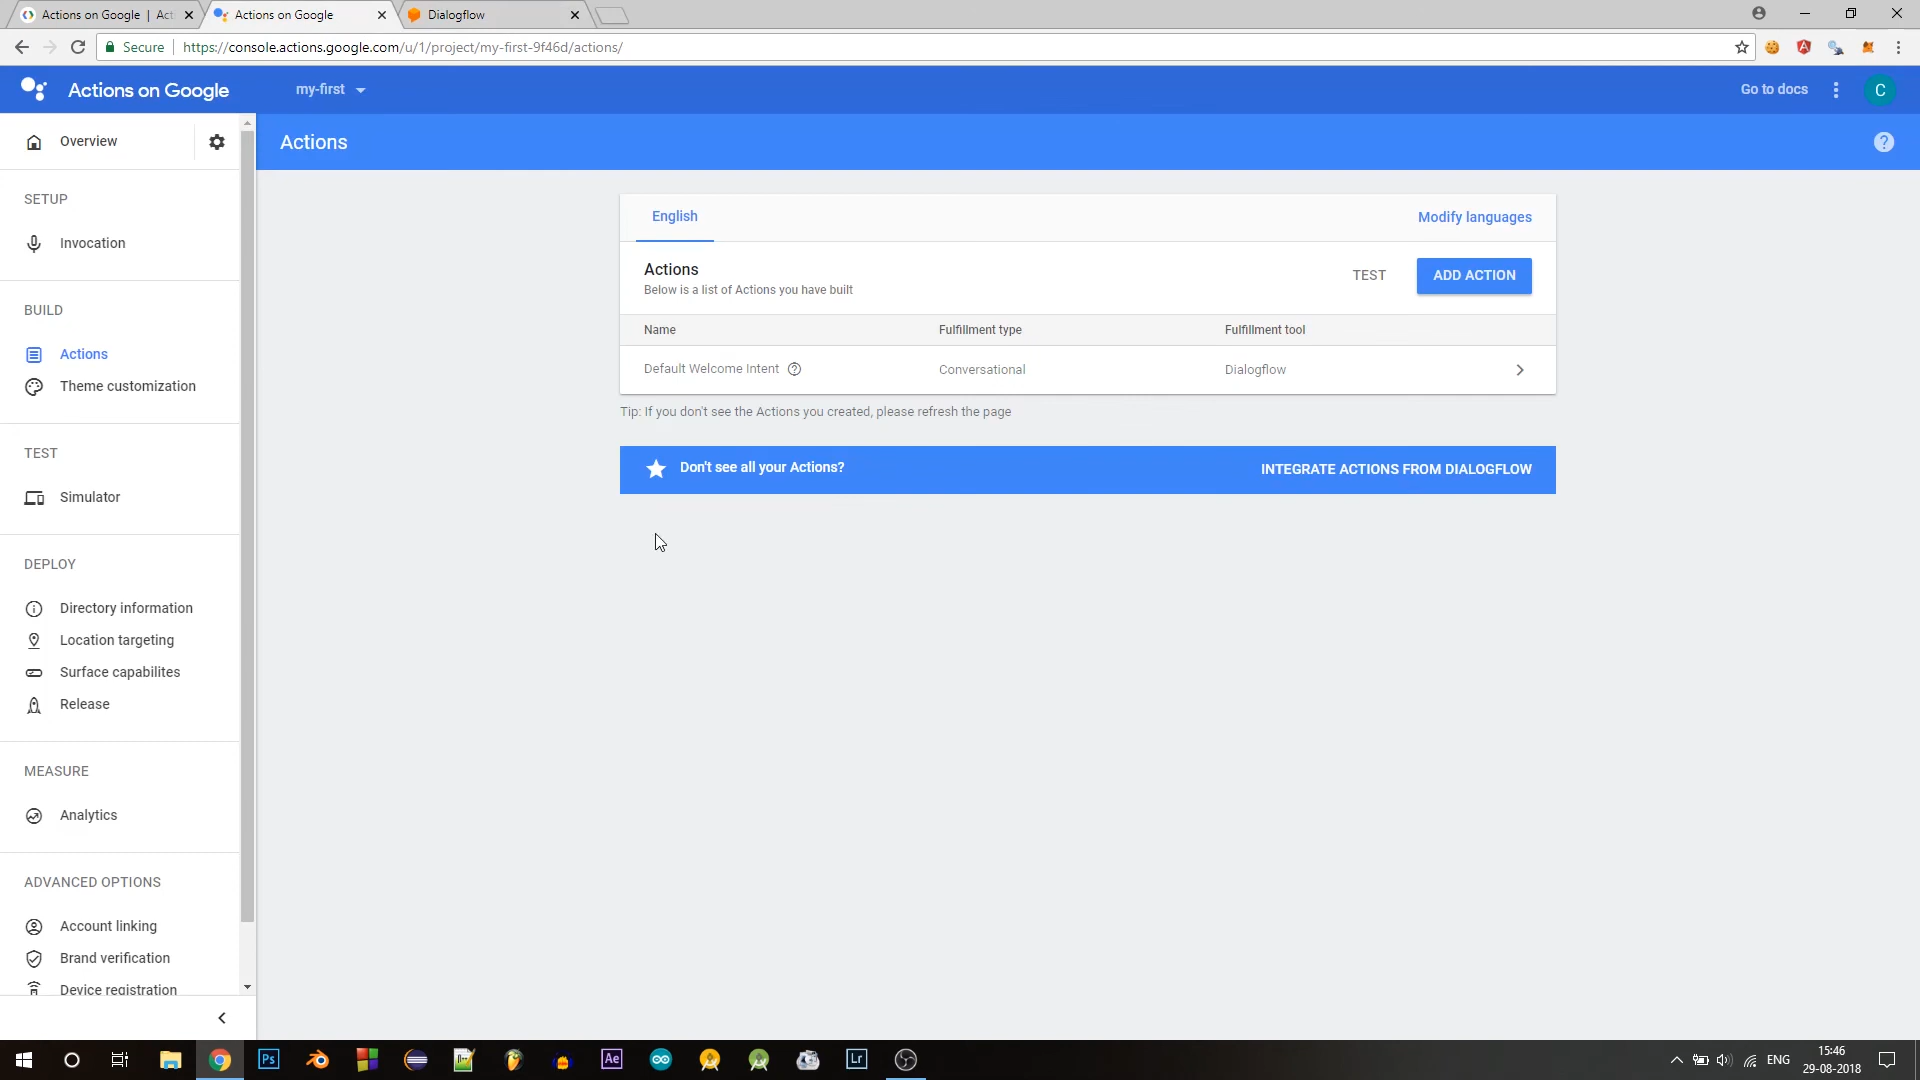 Actions on Google | Act
Actions on Google
Dialogflow
Secure
https://console.actions.google.com/u/1/project/my-first-9f46d/actions/
Actions on Google
my-first
Go to docs
C
Overview
Actions
SETUP
Invocation
BUILD
Actions
Theme customization
TEST
Simulator
DEPLOY
Directory information
Location targeting
Surface capabilites
Release
MEASURE
Analytics
ADVANCED OPTIONS
Account linking
Brand verification
Device registration
English
Modify languages
Actions
Below is a list of Actions you have built
TEST
ADD ACTION
Name
Fulfillment type
Fulfillment tool
Default Welcome Intent
Conversational
Dialogflow
Tip: If you don't see the Actions you created, please refresh the page
Don't see all your Actions?
INTEGRATE ACTIONS FROM DIALOGFLOW
Ps
Ae
Lr
ENG
15:46
29-08-2018